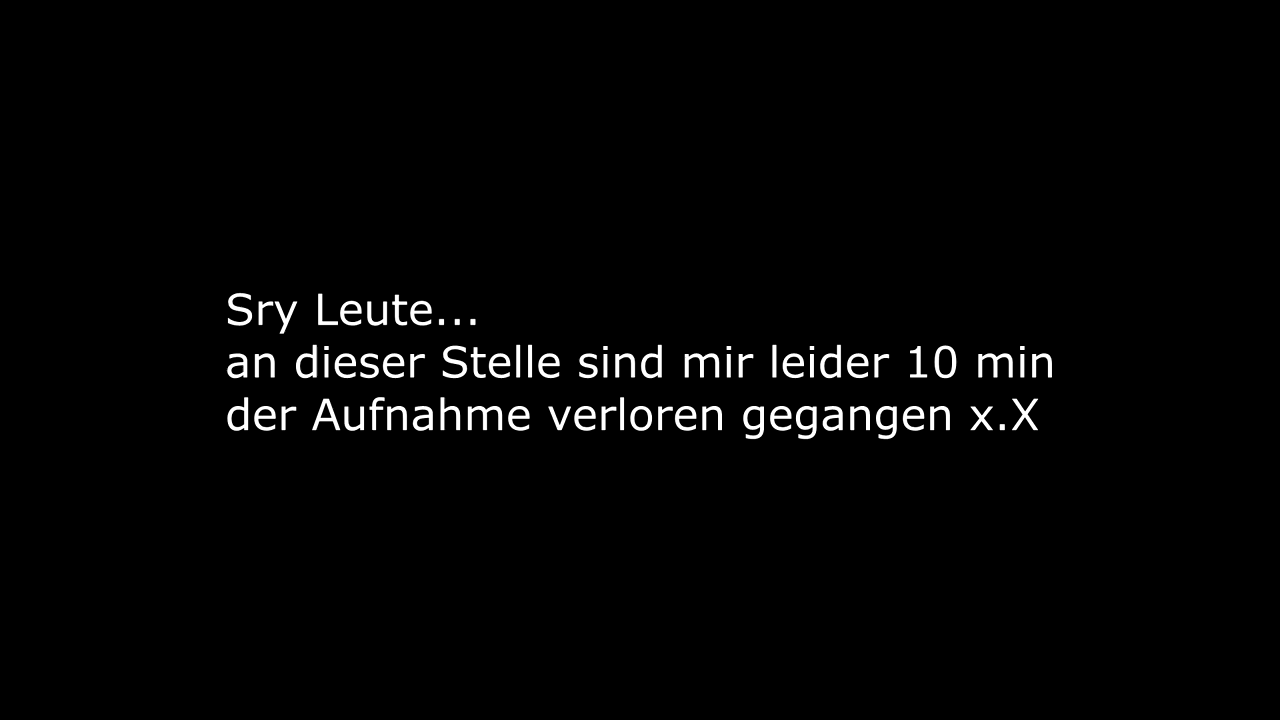 Sry Leute...
an dieser Stelle sind mir leider 10 min
der Aufnahme verloren gegangen x.X